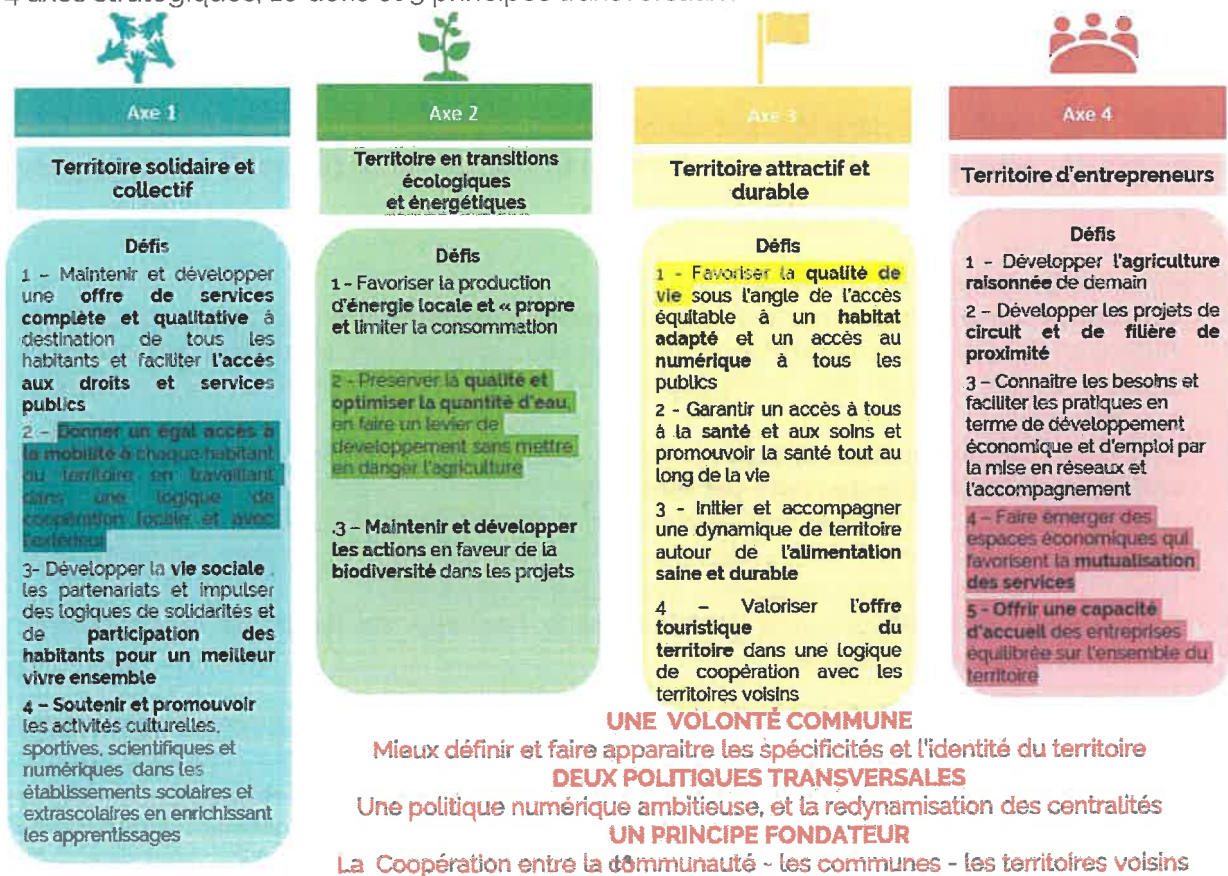 4 axes stratégiques, 16 défis et 3 principes transversaux
Axe 1
Territoire solidaire et
collectif
Défis
1 – Maintenir et développer
une offre de services
complète et qualitative à
destination de tous les
habitants et faciliter l'accès
aux droits et services
publics
2 – Donner un égal accès à
la mobilité à chaque habitant
du territoire en travaillant
dans une logique de
coopération locale et avec
l'extérieur
3- Développer la vie sociale ,
les partenariats et impulser
des logiques de solidarités et
de participation des
habitants pour un meilleur
vivre ensemble
4 – Soutenir et promouvoir
les activités culturelles,
sportives, scientifiques et
numériques dans les
établissements scolaires et
extrascolaires en enrichissant
les apprentissages
Axe 2
Territoire en transitions
écologiques
et énergétiques
Défis
1 - Favoriser la production
d'énergie locale et « propre
et limiter la consommation
2 - Préserver la qualité et
optimiser la quantité d'eau,
en faire un levier de
développement sans mettre
en danger l'agriculture
.3 – Maintenir et développer
les actions en faveur de la
biodiversité dans les projets
Axe 3
Territoire attractif et
durable
Défis
1 - Favoriser la qualité de
vie sous l'angle de l'accès
équitable à un habitat
adapté et un accès au
numérique à tous les
publics
2 - Garantir un accès à tous
à la santé et aux soins et
promouvoir la santé tout au
long de la vie
3 - Initier et accompagner
une dynamique de territoire
autour de l'alimentation
saine et durable
4 – Valoriser l'offre
touristique du
territoire dans une logique
de coopération avec les
territoires voisins
Axe 4
Territoire d'entrepreneurs
Défis
1 - Développer l'agriculture
raisonnée de demain
2 – Développer les projets de
circuit et de filière de
proximité
3 – Connaître les besoins et
faciliter les pratiques en
terme de développement
économique et d'emploi par
la mise en réseaux et
l'accompagnement
4 – Faire émerger des
espaces économiques qui
favorisent la mutualisation
des services
5 - Offrir une capacité
d'accueil des entreprises
équilibrée sur l'ensemble du
territoire
UNE VOLONTÉ COMMUNE
Mieux définir et faire apparaitre les spécificités et l'identité du territoire
DEUX POLITIQUES TRANSVERSALES
Une politique numérique ambitieuse, et la redynamisation des centralités
UN PRINCIPE FONDATEUR
La Coopération entre la communauté - les communes - les territoires voisins